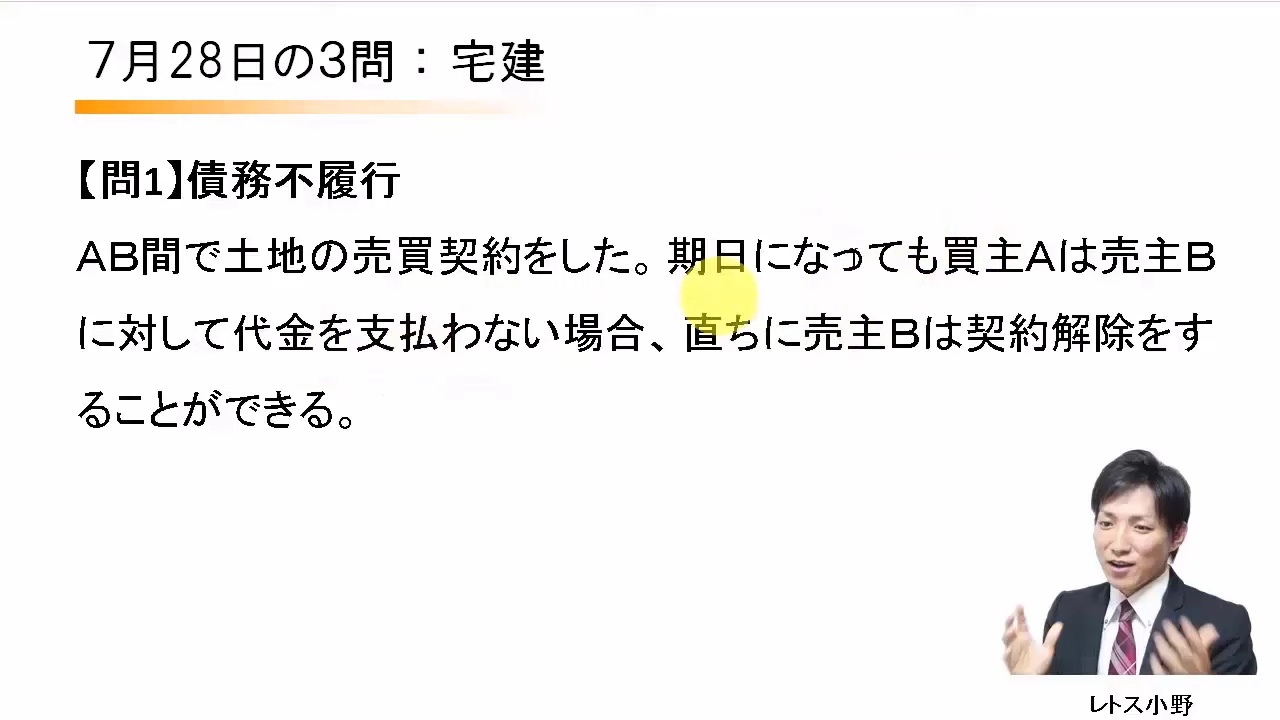 ７月28日の３問：宅建
【問1】債務不履行
ＡＢ間で土地の売買契約をした。期日になっても買主Ａは売主Ｂ
に対して代金を支払わない場合、直ちに売主Ｂは契約解除をす
ることができる。
レトス小野